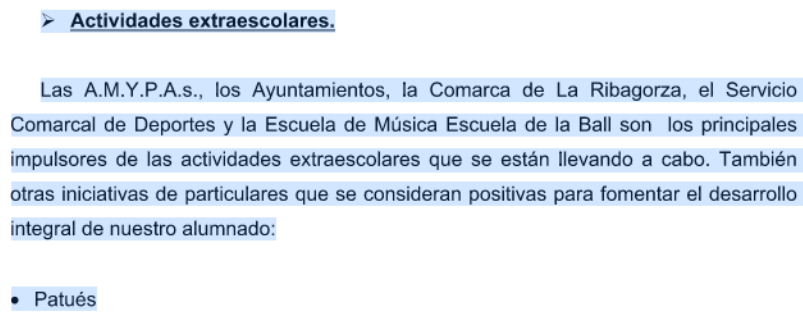 ➢ Actividades extraescolares.
Las A.M.Y.P.A.s., los Ayuntamientos, la Comarca de La Ribagorza, el Servicio
Comarcal de Deportes y la Escuela de Música Escuela de la Ball son los principales
impulsores de las actividades extraescolares que se están llevando a cabo. También
otras iniciativas de particulares que se consideran positivas para fomentar el desarrollo
integral de nuestro alumnado:
• Patués